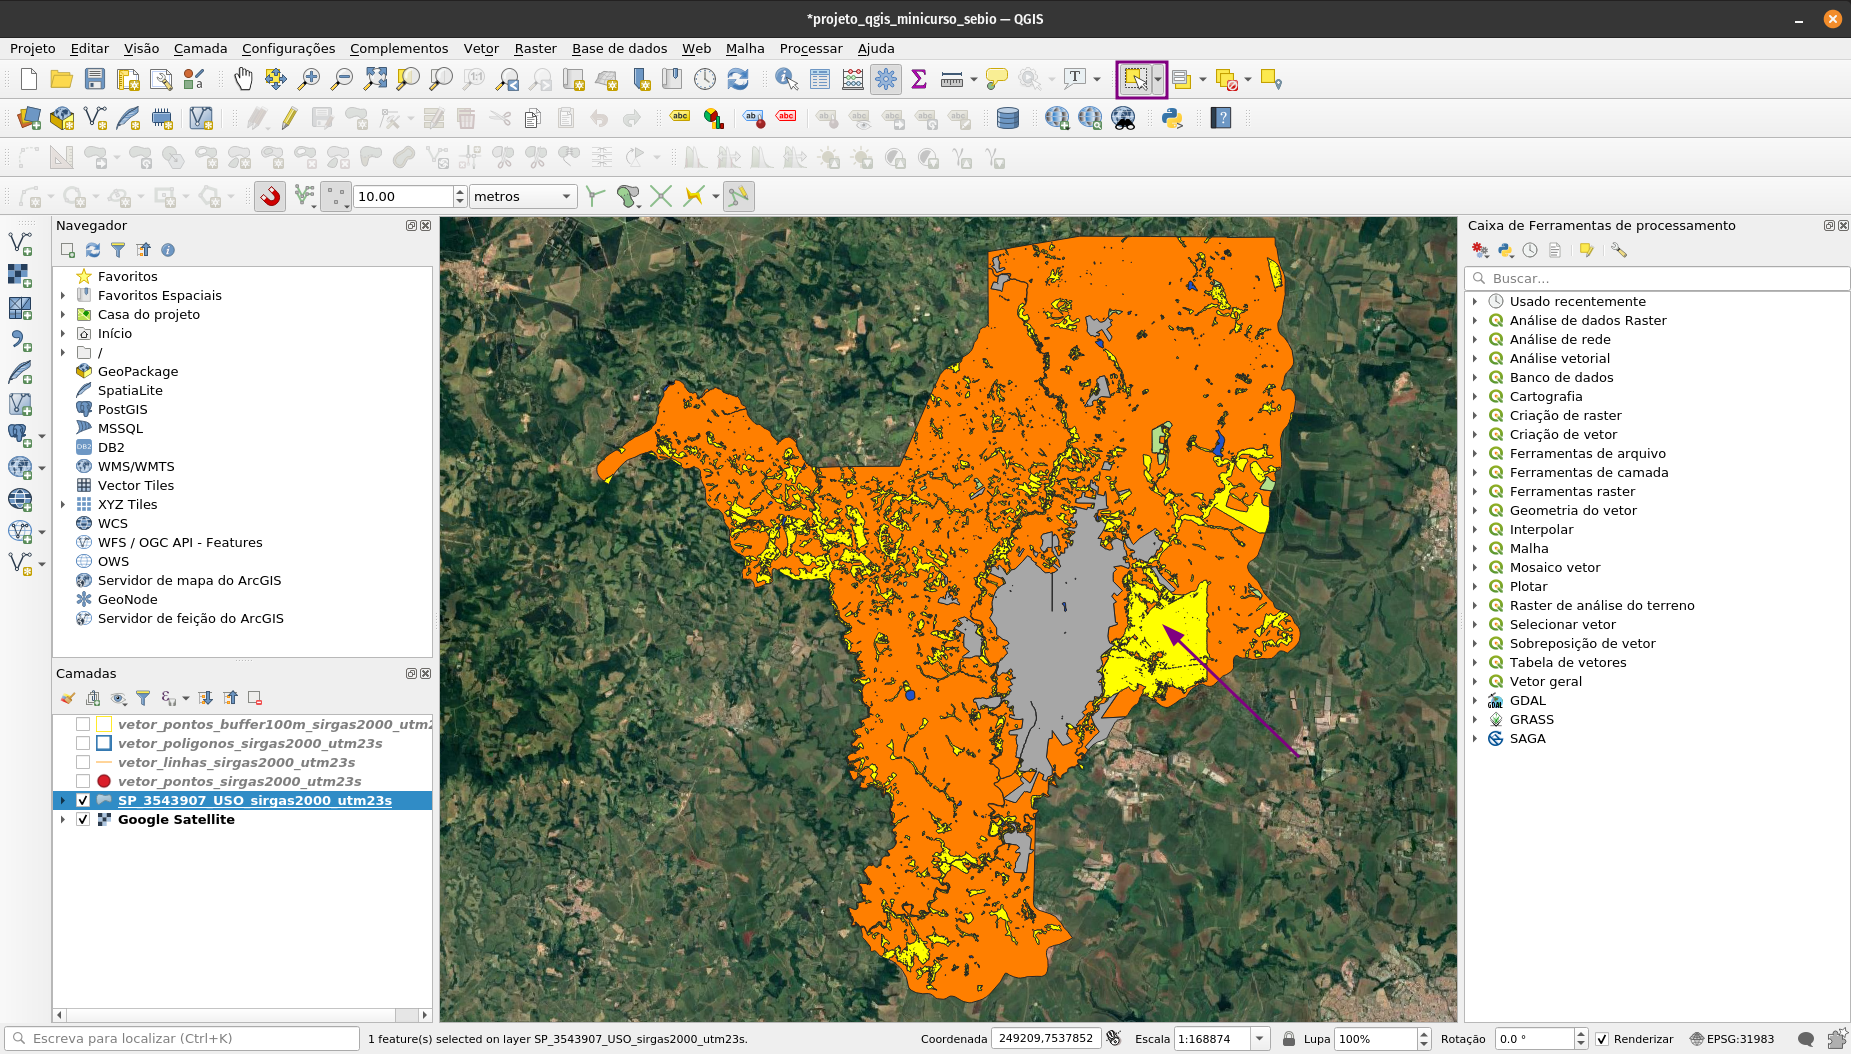 *projeto_qgis_minicurso_sebio — QGIS
Projeto Editar Visão Camada Configurações Complementos Vetor Raster Base de dados Web Malha Processar Ajuda
10.00 metros
Navegador
Favoritos
Favoritos Espaciais
Casa do projeto
Início
/
GeoPackage
SpatiaLite
PostGIS
MSSQL
DB2
WMS/WMTS
Vector Tiles
XYZ Tiles
WCS
WFS / OGC API - Features
OWS
Servidor de mapa do ArcGIS
GeoNode
Servidor de feição do ArcGIS
Camadas
vetor_pontos_buffer100m_sirgas2000_utm2
vetor_poligonos_sirgas2000_utm23s
vetor_linhas_sirgas2000_utm23s
vetor_pontos_sirgas2000_utm23s
SP_3543907_USO_sirgas2000_utm23s
Google Satellite
Caixa de Ferramentas de processamento
Buscar...
Usado recentemente
Análise de dados Raster
Análise de rede
Análise vetorial
Banco de dados
Cartografia
Criação de raster
Criação de vetor
Ferramentas de arquivo
Ferramentas de camada
Ferramentas raster
Geometria do vetor
Interpolar
Malha
Mosaico vetor
Plotar
Raster de análise do terreno
Selecionar vetor
Sobreposição de vetor
Tabela de vetores
Vetor geral
GDAL
GRASS
SAGA
Escreva para localizar (Ctrl+K) 1 feature(s) selected on layer SP_3543907_USO_sirgas2000_utm23s. Coordenada 249209,7537852 Escala 1:168874 Lupa 100% Rotação 0.0 ° Renderizar EPSG:31983